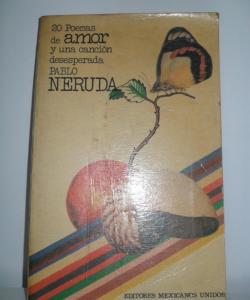 20 Poemas
de amor
y una canción
desesperada
PABLO
NERUDA
EDITORES MEXICANOS UNIDOS